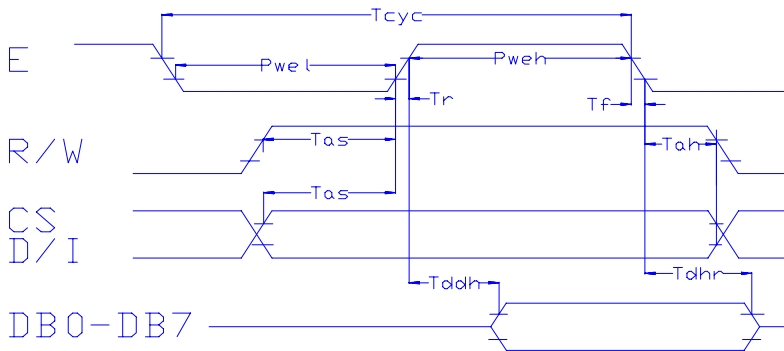 Tcyc
E
Pwel
Pweh
Tr
Tf
R/W
Tas
Tah
Tas
CS
D/I
Tddh
Tdhr
DB0-DB7